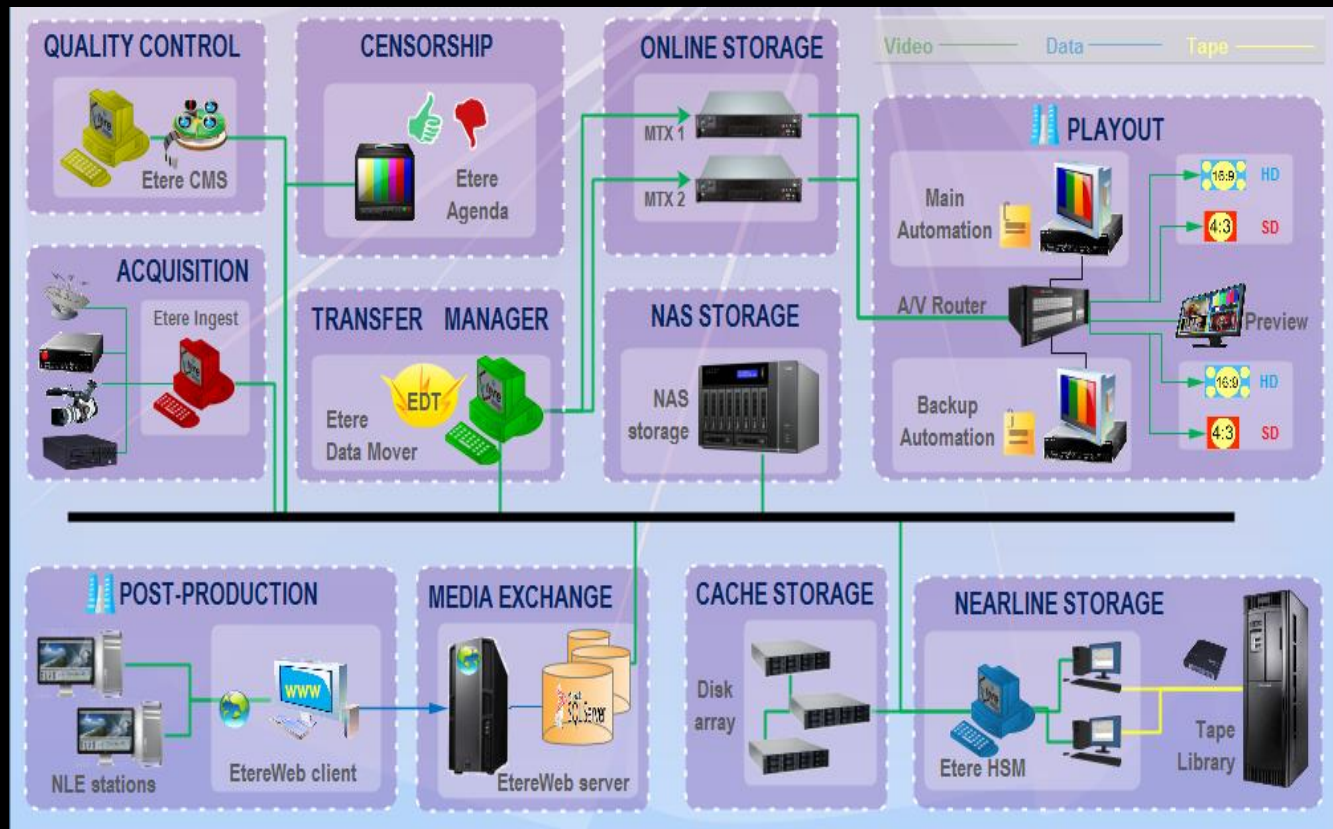 QUALITY CONTROL
Etere CMS
CENSORSHIP
Etere
Agenda
ONLINE STORAGE
MTX 1
MTX 2
Video
Data
Tape
PLAYOUT
Main
Automation
A/V Router
Backup
Automation
16:9 HD
4:3 SD
Preview
16:9 HD
4:3 SD
ACQUISITION
Etere Ingest
TRANSFER MANAGER
EDT
Etere
Data Mover
NAS STORAGE
NAS
storage
POST-PRODUCTION
www
NLE stations
EtereWeb client
MEDIA EXCHANGE
SQL Server
EtereWeb server
CACHE STORAGE
Disk
array
NEARLINE STORAGE
Etere HSM
Tape
Library